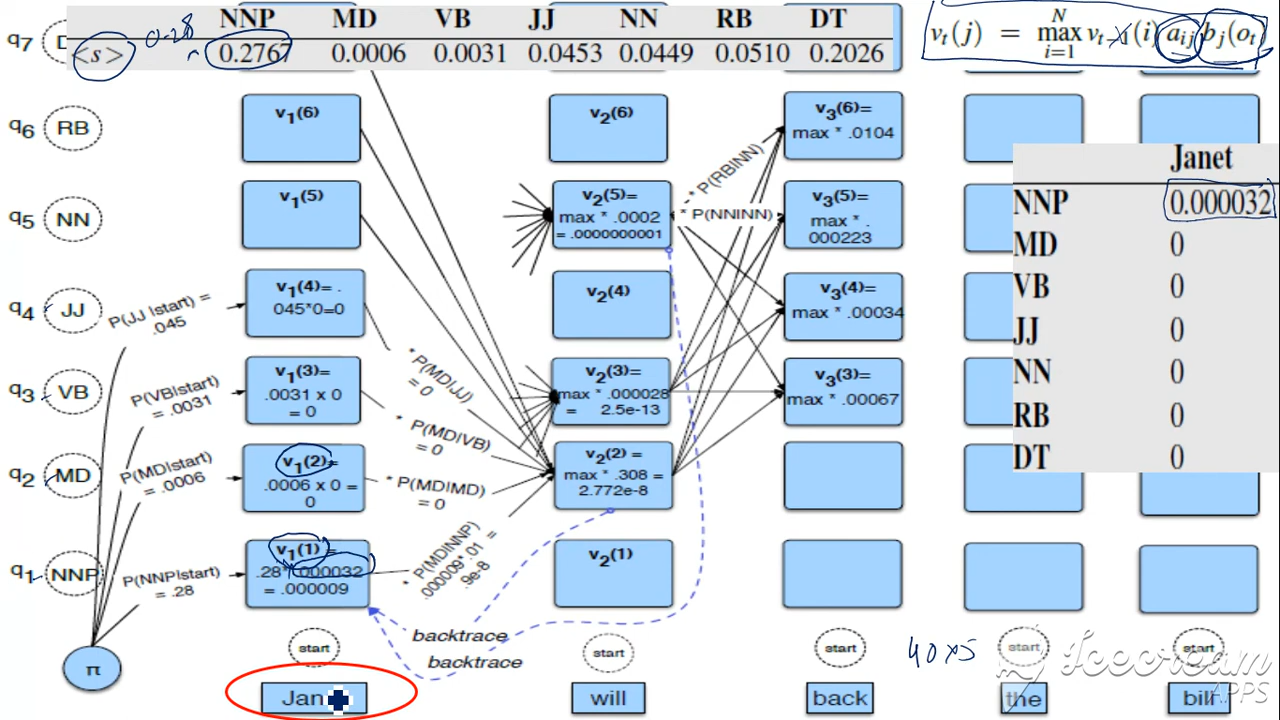 NNP MD VB JJ NN RB DT
<s> 0.2767 0.0006 0.0031 0.0453 0.0449 0.0510 0.2026
0.28
vt(j) = max N i=1 vt−1(i) aij bj(ot)
q7
q6 RB
v1(6)
v2(6)
v3(6)=
max * .0104
q5 NN
v1(5)
v2(5)=
max * .0002
= .0000000001
v3(5)=
max * .
000223
* P(RB|NN)
* P(NN|NN)
q4 JJ
P(JJ |start) =
.045
v1(4)= .
045*0=0
v2(4)
v3(4)=
max * .00034
* P(MD|JJ)
= 0
q3 VB
P(VB|start)
= .0031
v1(3)=
.0031 x 0
= 0
v2(3)=
max * .000028
= 2.5e-13
v3(3)=
max * .00067
* P(MD|VB)
= 0
q2 MD
P(MD|start)
= .0006
v1(2)=
.0006 x 0 =
0
* P(MD|MD)
= 0
v2(2) =
max * .308 =
2.772e-8
q1 NNP
P(NNP|start)
= .28
v1(1) =
.28* .000032
= .000009
* P(MD|NNP)
.000009*.01 =
.9e-8
v2(1)
Janet
NNP 0.000032
MD 0
VB 0
JJ 0
NN 0
RB 0
DT 0
backtrace
backtrace
π
start start start start start
40 x 5
Icecream
APPS
Jan will back the bill